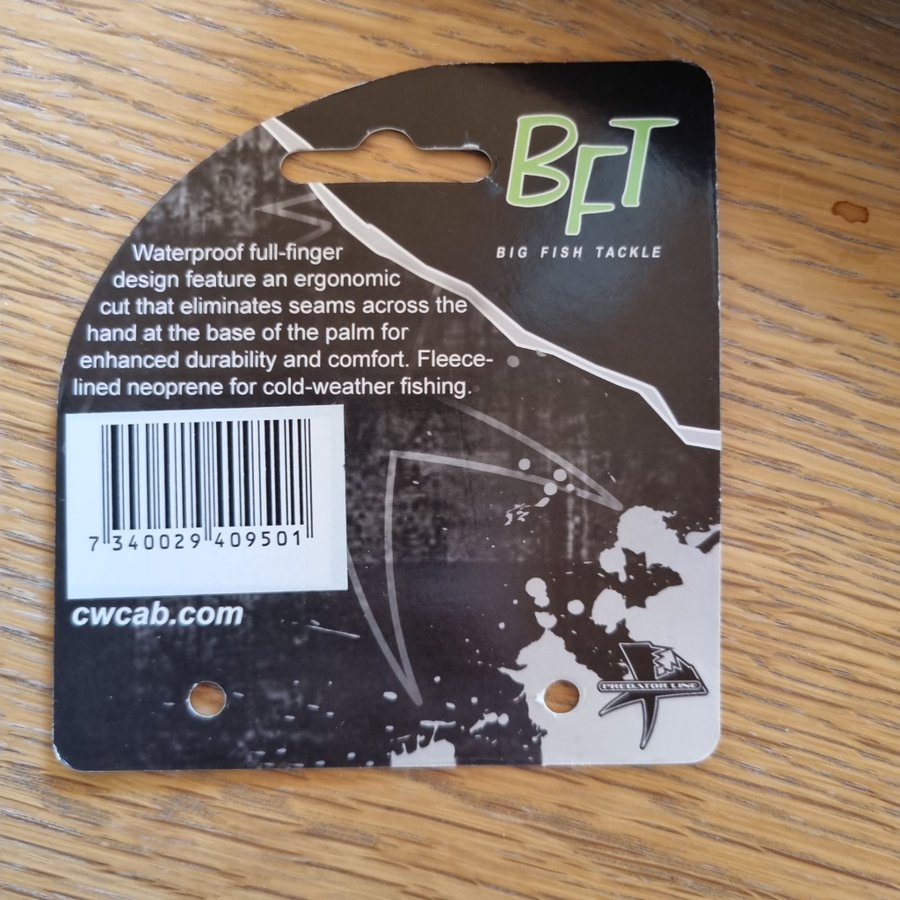 BFT
BIG FISH TACKLE
Waterproof full-finger
design feature an ergonomic
cut that eliminates seams across the
hand at the base of the palm for
enhanced durability and comfort. Fleece-
lined neoprene for cold-weather fishing.
7 340029 409501
cwcab.com
PREDATOR LINE